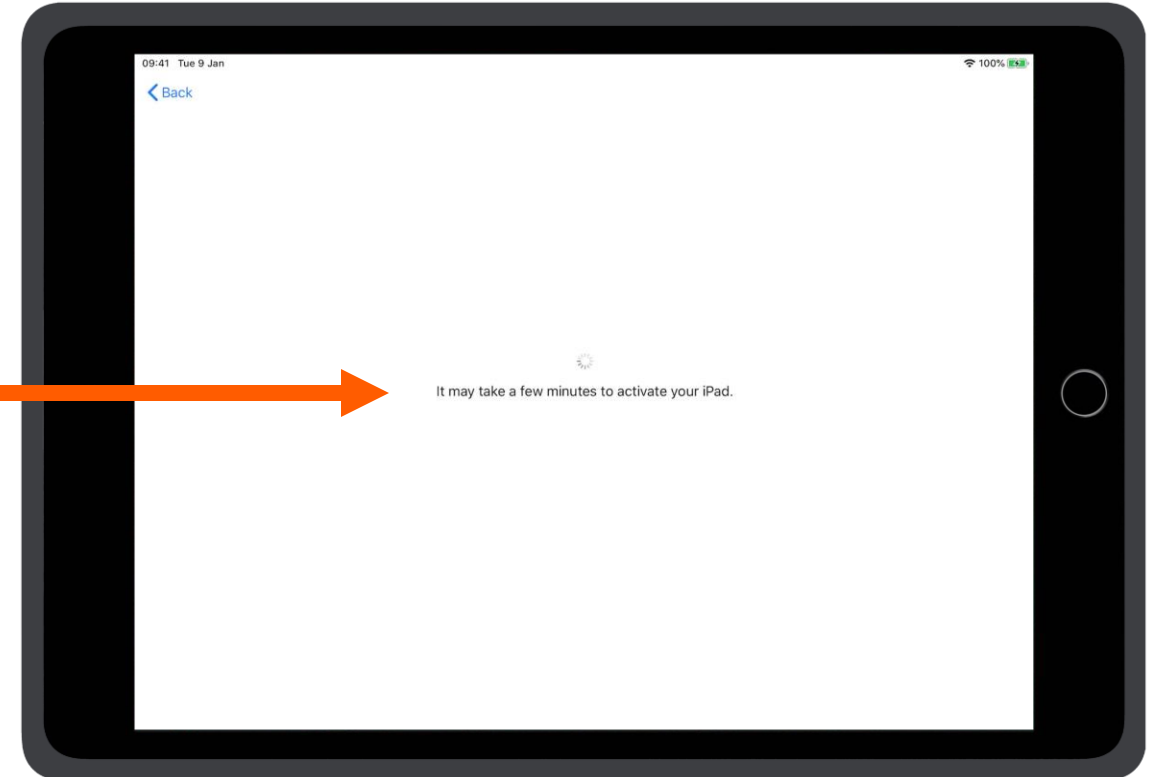 09:41 Tue 9 Jan 100%
Back
It may take a few minutes to activate your iPad.